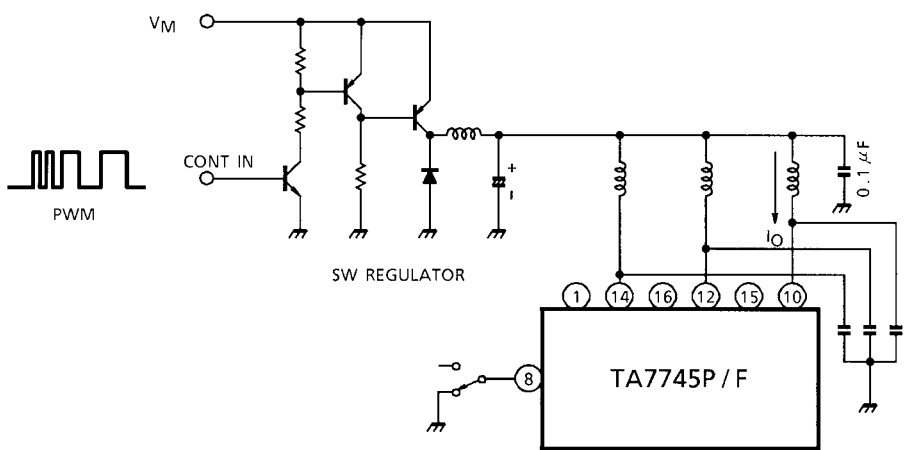 VM
CONT IN
PWM
SW REGULATOR
+
-
IO
0.1 μF
1
14
16
12
15
10
8
TA7745P / F